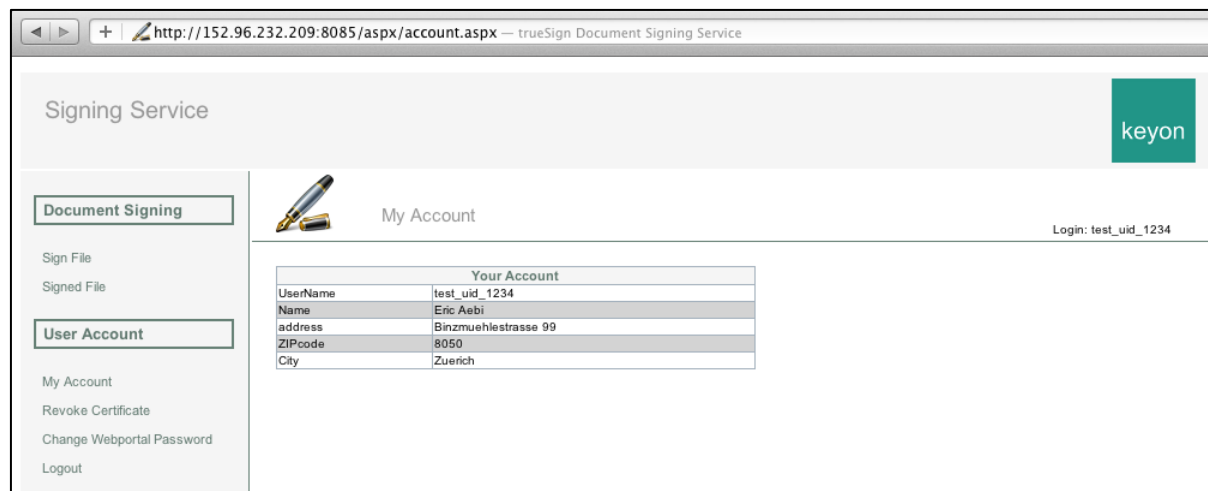 http://152.96.232.209:8085/aspx/account.aspx — trueSign Document Signing Service
Signing Service
keyon
Document Signing
Sign File
Signed File
User Account
My Account
Revoke Certificate
Change Webportal Password
Logout
My Account
Login: test_uid_1234
Your Account
UserName test_uid_1234
Name Eric Aebi
address Binzmuehlestrasse 99
ZIPcode 8050
City Zuerich